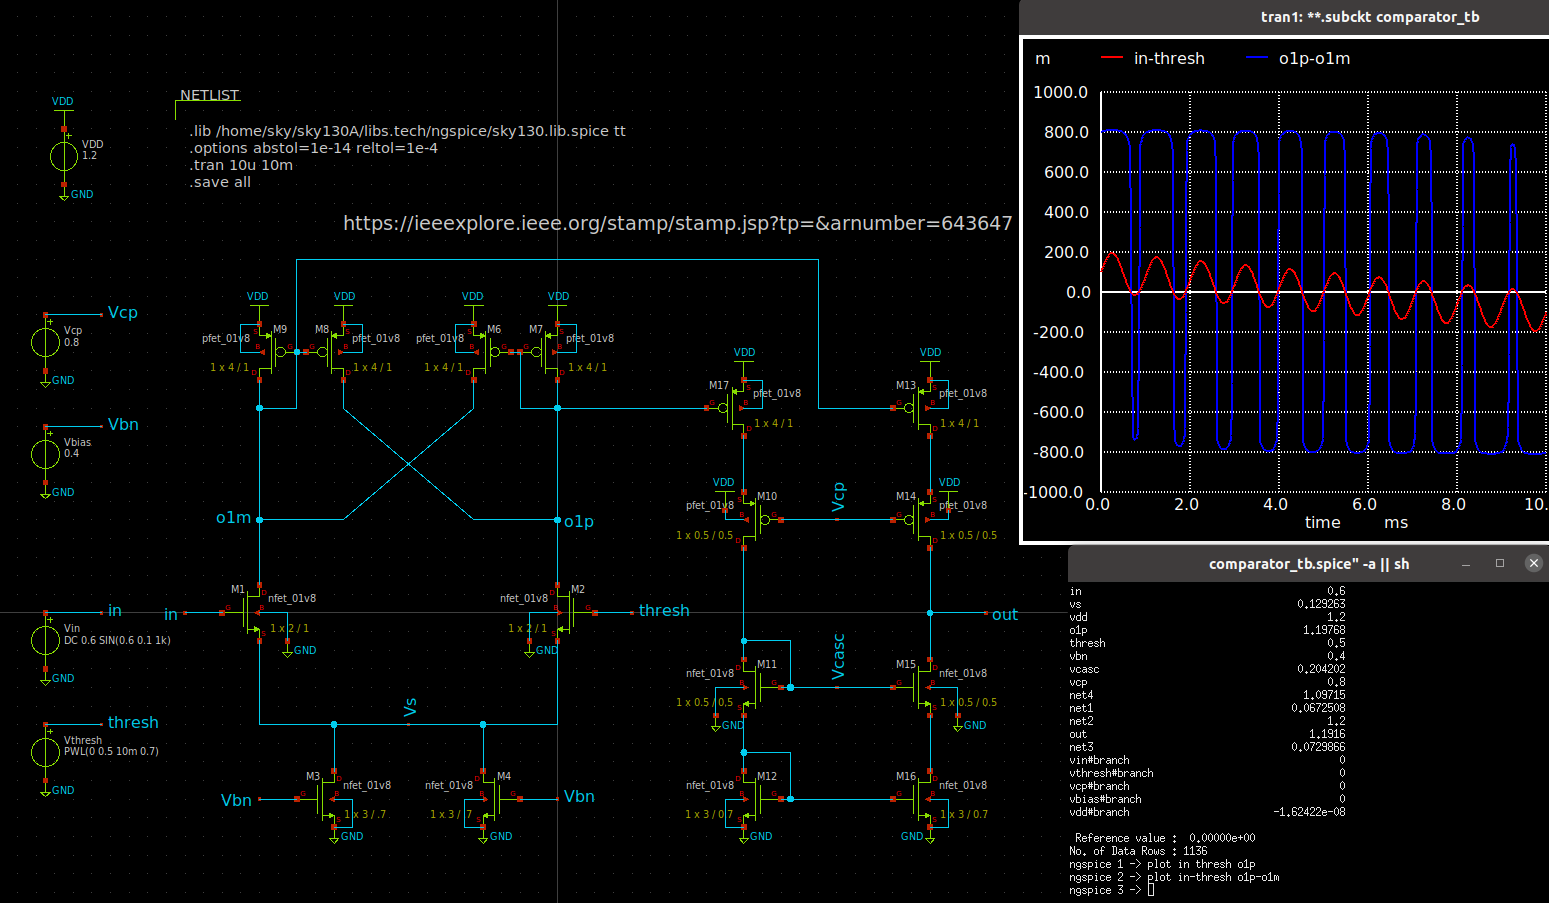 tran1: **.subckt comparator_tb
m
in-thresh
o1p-o1m
1000.0
800.0
600.0
400.0
200.0
0.0
-200.0
-400.0
-600.0
-800.0
-1000.0
0.0 2.0 4.0 6.0 8.0 10.
time ms
NETLIST
.lib /home/sky/sky130A/libs.tech/ngspice/sky130.lib.spice tt
.options abstol=1e-14 reltol=1e-4
.tran 10u 10m
.save all
https://ieeexplore.ieee.org/stamp/stamp.jsp?tp=&arnumber=643647
VDD
VDD
1.2
GND
Vcp
Vcp
0.8
GND
Vbn
Vbias
0.4
GND
in
Vin
DC 0.6 SIN(0.6 0.1 1k)
GND
thresh
Vthresh
PWL(0 0.5 10m 0.7)
GND
VDD VDD VDD VDD
M9 M8 M6 M7
pfet_01v8 pfet_01v8 pfet_01v8 pfet_01v8
1 x 4 / 1 1 x 4 / 1 1 x 4 / 1 1 x 4 / 1
o1m o1p
M1 M2
nfet_01v8 nfet_01v8
in thresh
1 x 2 / 1 1 x 2 / 1
GND GND
Vs
M3 M4
nfet_01v8 nfet_01v8
Vbn Vbn
1 x 3 / .7 1 x 3 / .7
GND GND
VDD VDD
M17 M13
pfet_01v8 pfet_01v8
1 x 4 / 1 1 x 4 / 1
VDD VDD
M10 M14
pfet_01v8 pfet_01v8
Vcp
1 x 0.5 / 0.5 1 x 0.5 / 0.5
out
Vcasc
M11 M15
nfet_01v8 nfet_01v8
1 x 0.5 / 0.5 1 x 0.5 / 0.5
GND GND
M12 M16
nfet_01v8 nfet_01v8
1 x 3 / 0.7 1 x 3 / 0.7
GND GND
comparator_tb.spice" -a || sh
in 0.6
vs 0.129263
vdd 1.2
o1p 1.19768
thresh 0.5
vbn 0.4
vcasc 0.204202
vcp 0.8
net4 1.09715
net1 0.0672508
net2 1.2
out 1.1916
net3 0.0729866
vin#branch 0
vthresh#branch 0
vcp#branch 0
vbias#branch 0
vdd#branch -1.62422e-08
Reference value : 0.00000e+00
No. of Data Rows : 1136
ngspice 1 -> plot in thresh o1p
ngspice 2 -> plot in-thresh o1p-o1m
ngspice 3 ->